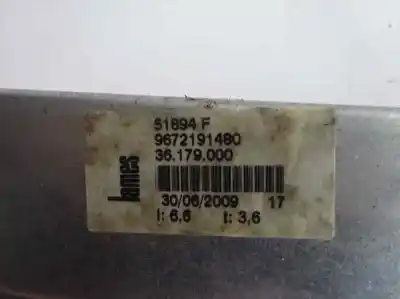 51894 F
9672191480
36.179.000
lames
30/06/2009 17
I: 6,6 I: 3,6